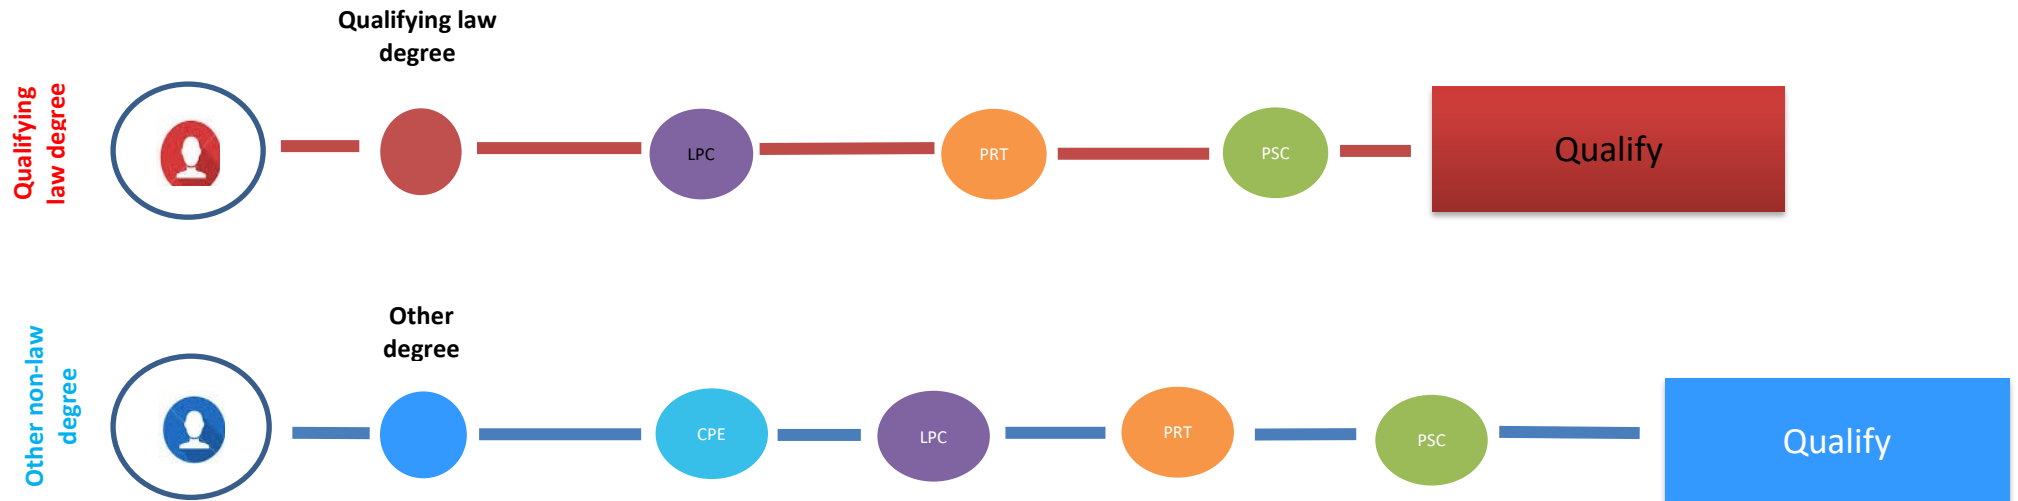 Qualifying law
degree
Qualifying
law degree
LPC
PRT
PSC
Qualify
Other
degree
Other non-law
degree
CPE
LPC
PRT
PSC
Qualify